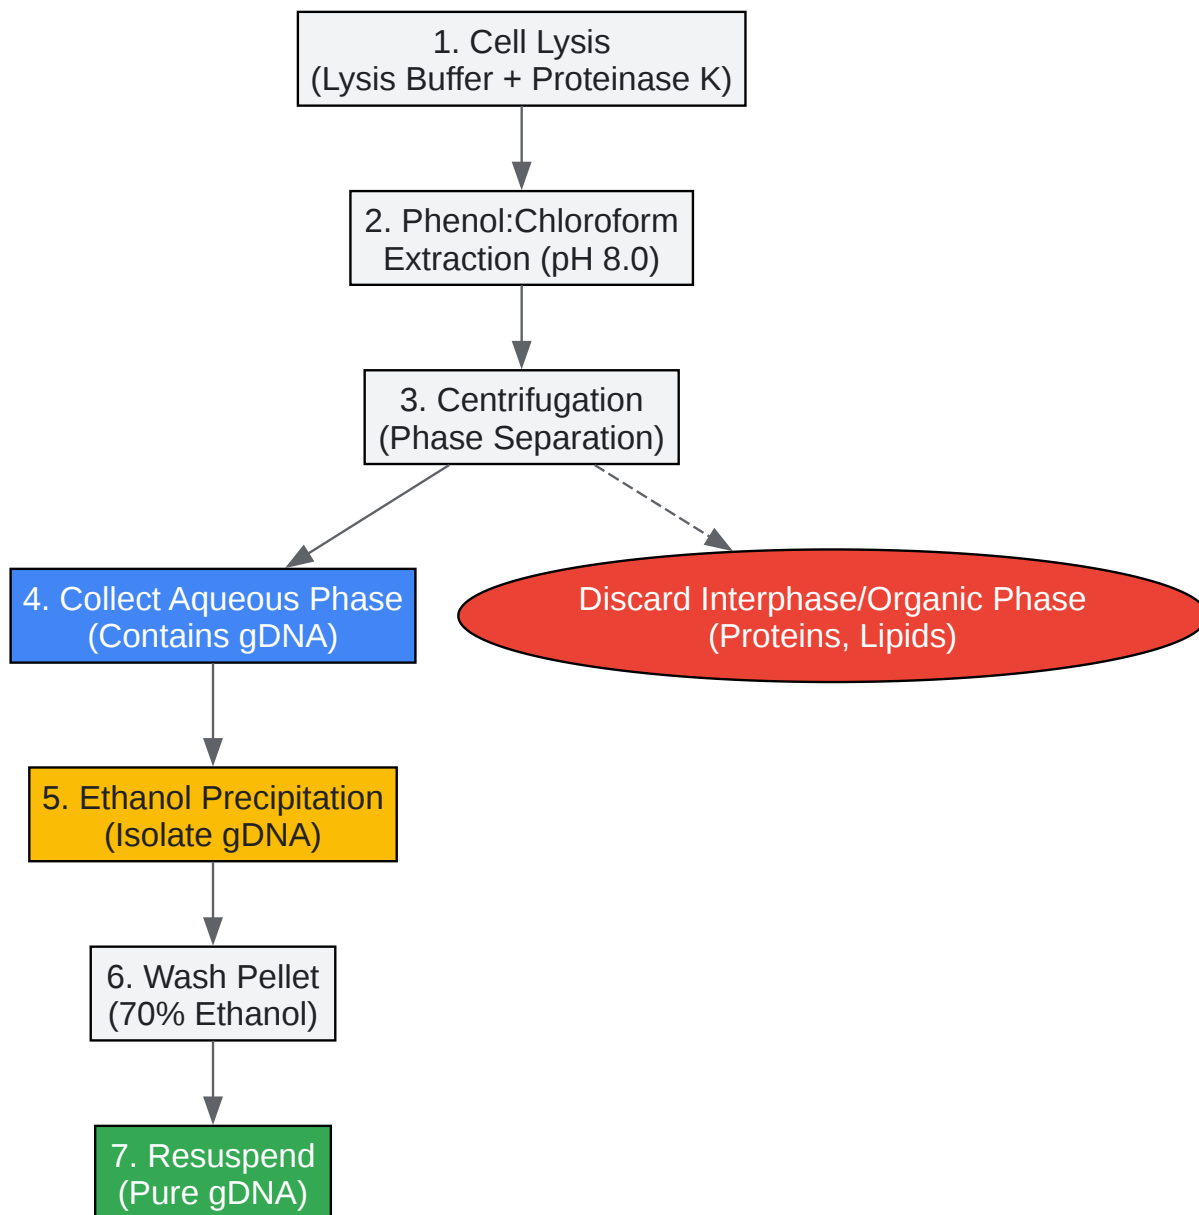 1. Cell Lysis
(Lysis Buffer + Proteinase K)
2. Phenol:Chloroform
Extraction (pH 8.0)
3. Centrifugation
(Phase Separation)
4. Collect Aqueous Phase
(Contains gDNA)
Discard Interphase/Organic Phase
(Proteins, Lipids)
5. Ethanol Precipitation
(Isolate gDNA)
6. Wash Pellet
(70% Ethanol)
7. Resuspend
(Pure gDNA)